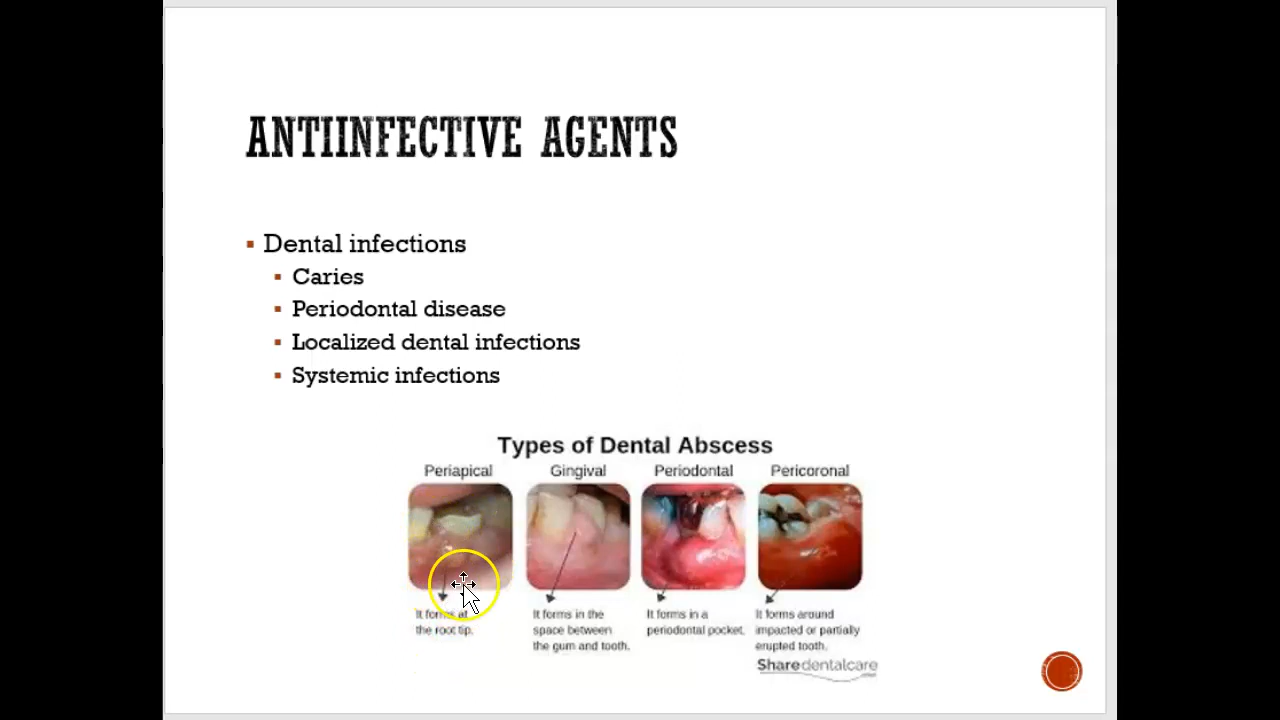 ANTIINFECTIVE AGENTS
Dental infections
Caries
Periodontal disease
Localized dental infections
Systemic infections
Types of Dental Abscess
Periapical Gingival Periodontal Pericoronal
It forms at
the root tip.
It forms in the
space between
the gum and tooth.
It forms in a
periodontal pocket.
It forms around
impacted or partially
erupted tooth.
Sharedentalcare